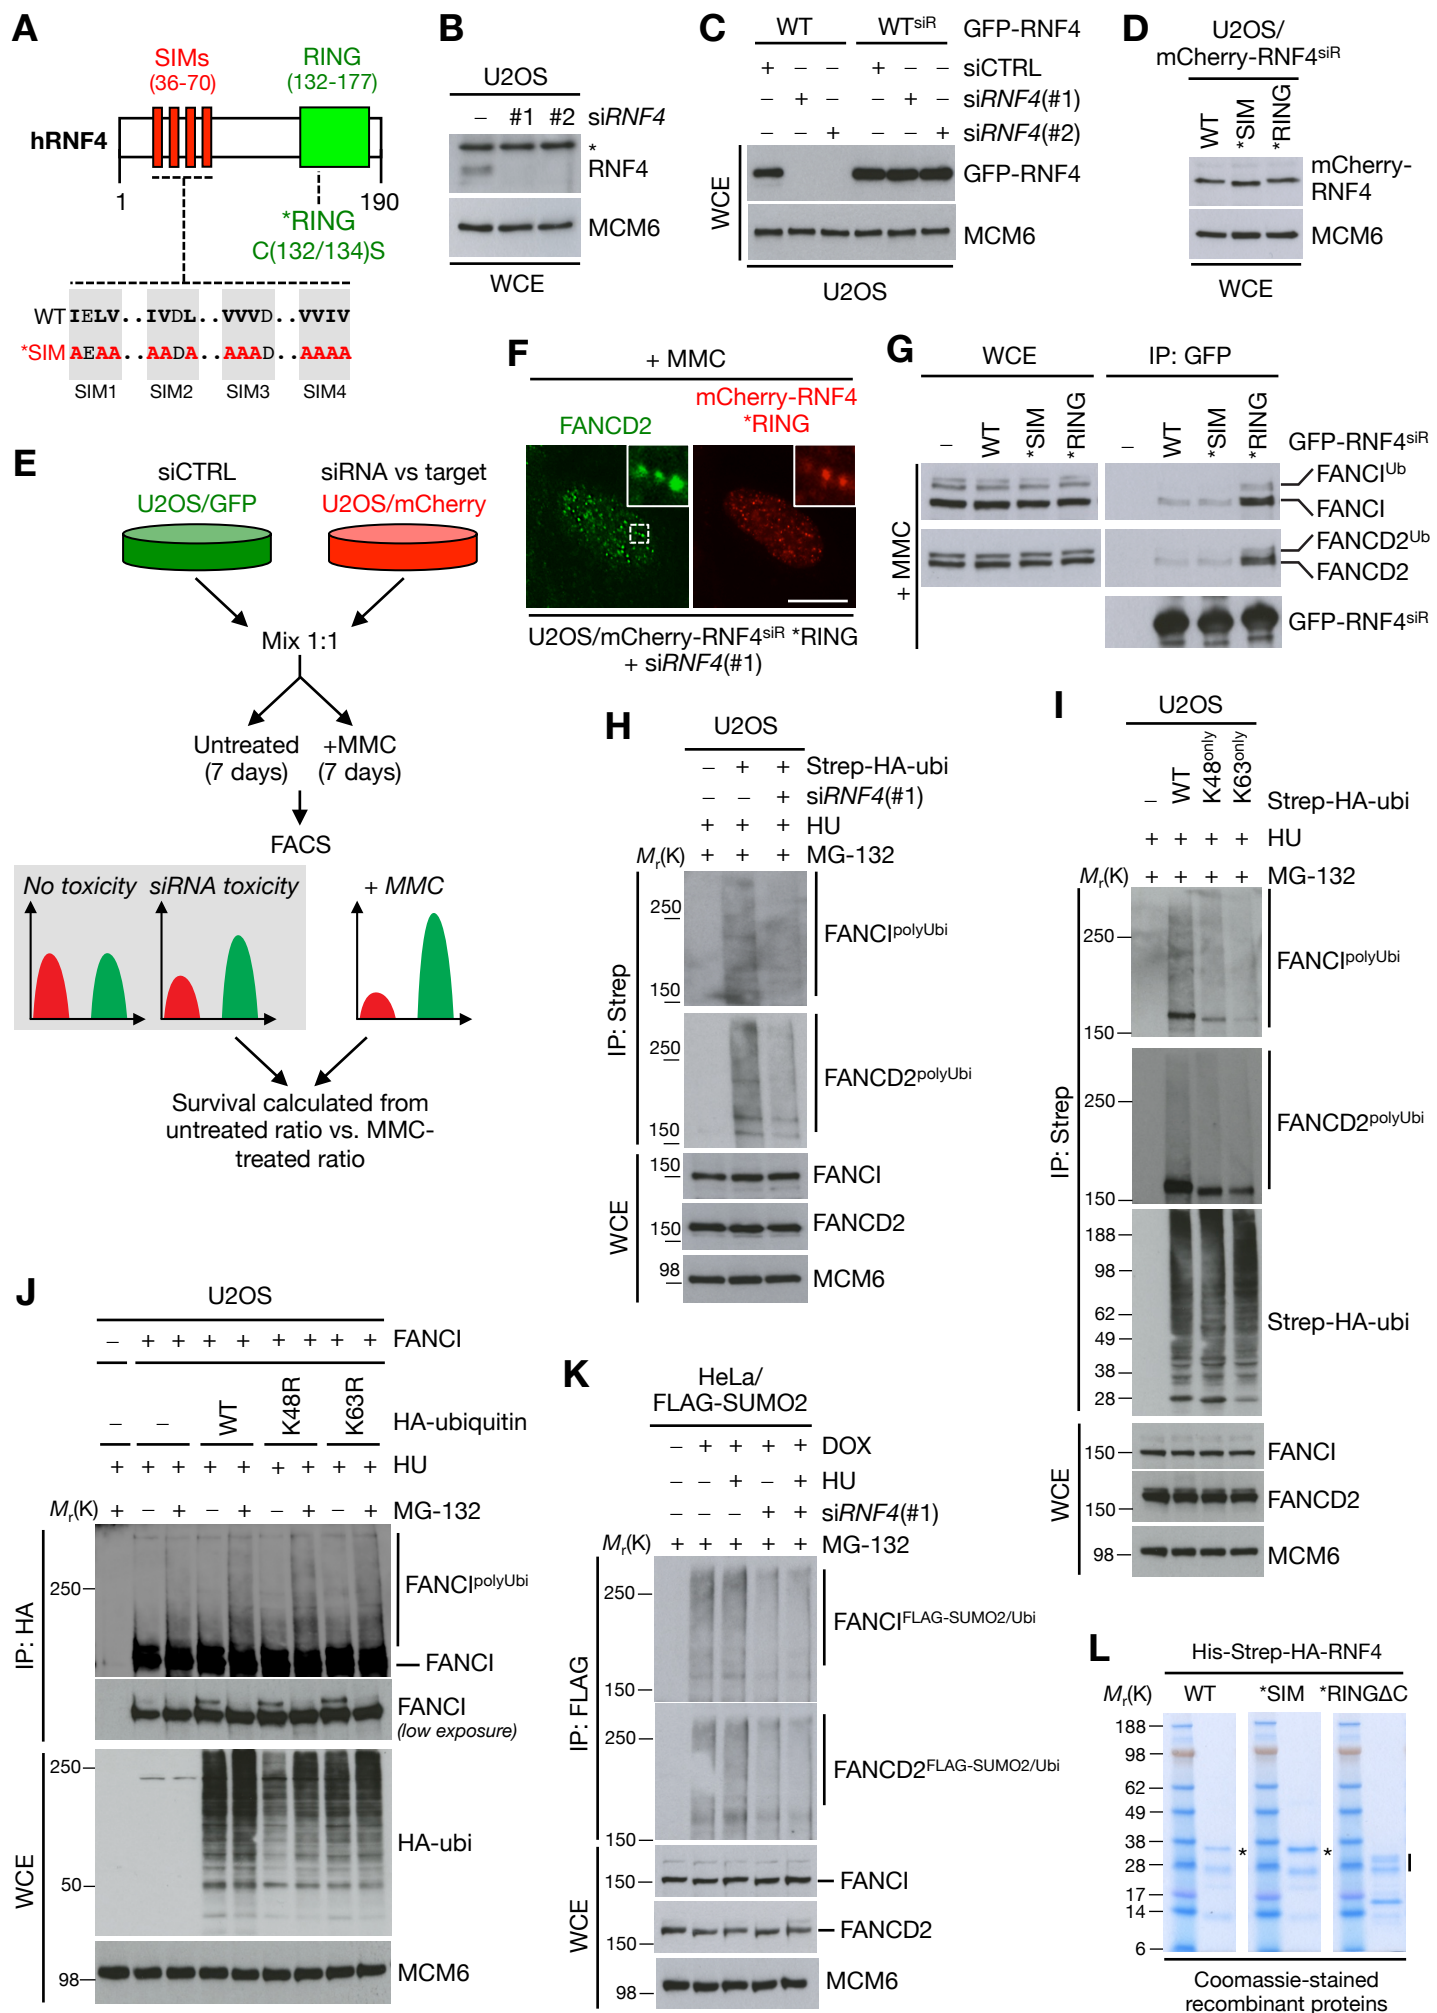 A
SIMs
(36-70)
RING
(132-177)
hRNF4
1
190
*RING
C(132/134)S
WT IELV..IVDL..VVVD..VVIV
*SIM AEAA..AADA..AAAD..AAAA
SIM1 SIM2 SIM3 SIM4
B
U2OS
– #1 #2 siRNF4
*
RNF4
MCM6
WCE
C
WT WTsiR GFP-RNF4
+ – – + – – siCTRL
– + – – + – siRNF4(#1)
– – + – – + siRNF4(#2)
WCE
GFP-RNF4
MCM6
U2OS
D
U2OS/
mCherry-RNF4siR
WT *SIM *RING
mCherry-
RNF4
MCM6
WCE
E
siCTRL
U2OS/GFP
siRNA vs target
U2OS/mCherry
Mix 1:1
Untreated
(7 days)
+MMC
(7 days)
FACS
No toxicity siRNA toxicity + MMC
Survival calculated from
untreated ratio vs. MMC-
treated ratio
F
+ MMC
FANCD2
mCherry-RNF4
*RING
U2OS/mCherry-RNF4siR *RING
+ siRNF4(#1)
G
WCE IP: GFP
– WT *SIM *RING – WT *SIM *RING GFP-RNF4siR
+ MMC
FANCIUb
FANCI
FANCD2Ub
FANCD2
GFP-RNF4siR
H
U2OS
– + + Strep-HA-ubi
– – + siRNF4(#1)
+ + + HU
Mr(K) + + + MG-132
IP: Strep
250
150
FANCIpolyUbi
250
150
FANCD2polyUbi
WCE
150 FANCI
150 FANCD2
98 MCM6
I
U2OS
– WT K48only K63only Strep-HA-ubi
+ + + + HU
Mr(K) + + + + MG-132
IP: Strep
250
150
FANCIpolyUbi
250
150
FANCD2polyUbi
188
98
62
49
38
28
Strep-HA-ubi
WCE
150 FANCI
150 FANCD2
98 MCM6
J
U2OS
– + + + + + + + + FANCI
– – WT K48R K63R HA-ubiquitin
+ + + + + + + + + HU
Mr(K) + – + – + – + – + MG-132
IP: HA
250
FANCIpolyUbi
FANCI
FANCI
(low exposure)
WCE
250
50
HA-ubi
98 MCM6
K
HeLa/
FLAG-SUMO2
– + + + + DOX
– – + – + HU
– – – + + siRNF4(#1)
Mr(K) + + + + + MG-132
IP: FLAG
250
150
FANCIFLAG-SUMO2/Ubi
250
150
FANCD2FLAG-SUMO2/Ubi
WCE
150 FANCI
150 FANCD2
98 MCM6
L
His-Strep-HA-RNF4
Mr(K) WT *SIM *RINGΔC
188
98
62
49
38
28
17
14
6
* *
Coomassie-stained
recombinant proteins